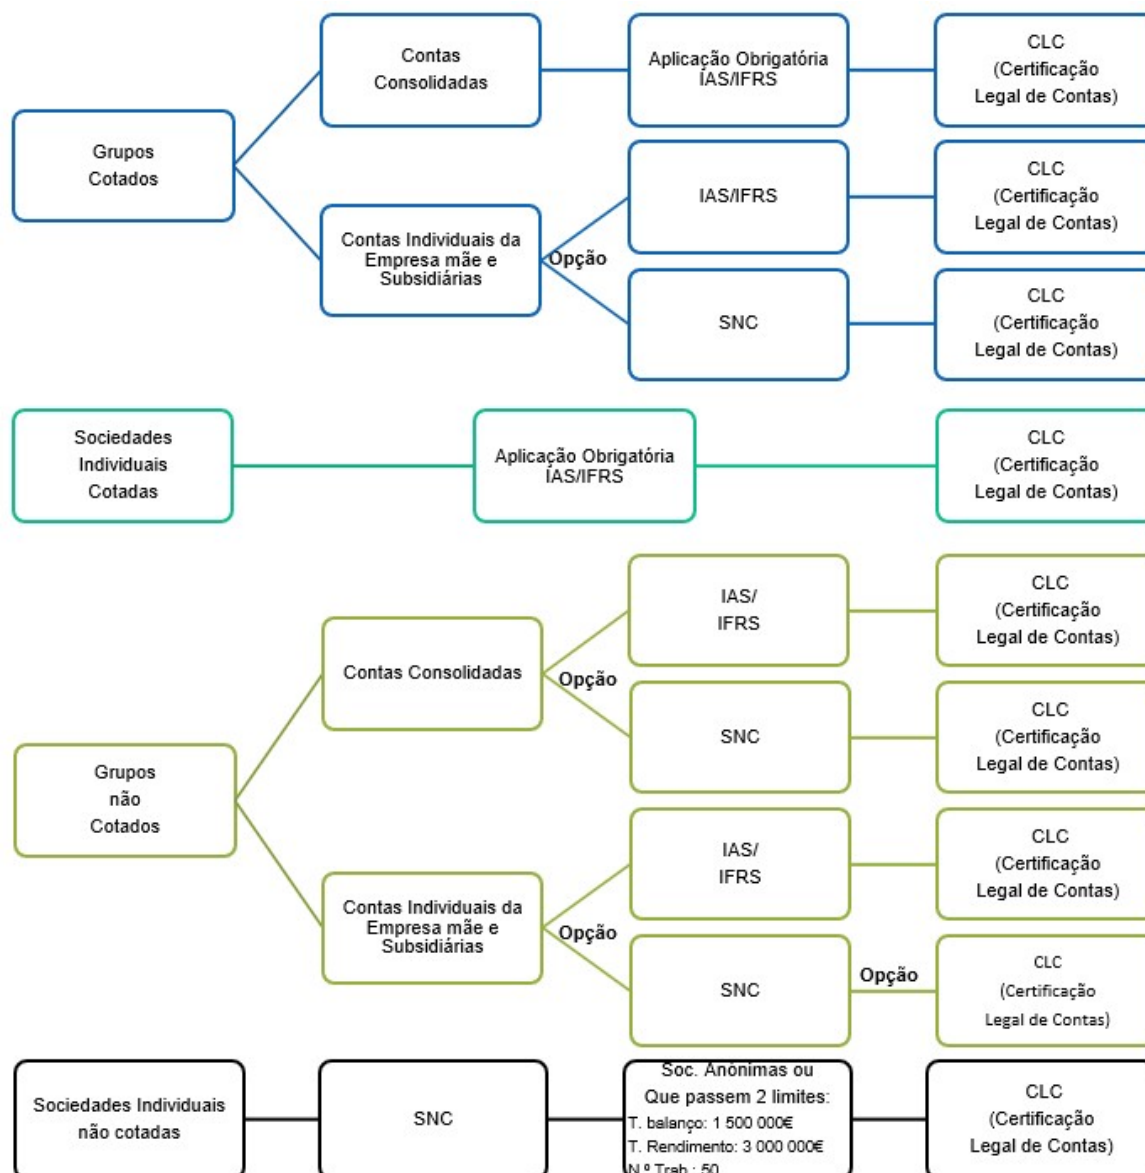 Grupos
Cotados
Contas
Consolidadas
Aplicação Obrigatória
IAS/IFRS
CLC
(Certificação
Legal de Contas)
Contas Individuais da
Empresa mãe e
Subsidiárias
Opção
IAS/IFRS
CLC
(Certificação
Legal de Contas)
SNC
CLC
(Certificação
Legal de Contas)
Sociedades
Individuais
Cotadas
Aplicação Obrigatória
IAS/IFRS
CLC
(Certificação
Legal de Contas)
Grupos
não
Cotados
Contas Consolidadas
Opção
IAS/
IFRS
CLC
(Certificação
Legal de Contas)
SNC
CLC
(Certificação
Legal de Contas)
Contas Individuais da
Empresa mãe e
Subsidiárias
Opção
IAS/
IFRS
CLC
(Certificação
Legal de Contas)
SNC
Opção
CLC
(Certificação
Legal de Contas)
Sociedades Individuais
não cotadas
SNC
Soc. Anónimas ou
Que passem 2 limites:
T. balanço: 1 500 000€
T. Rendimento: 3 000 000€
N.º Trab.: 50
CLC
(Certificação
Legal de Contas)